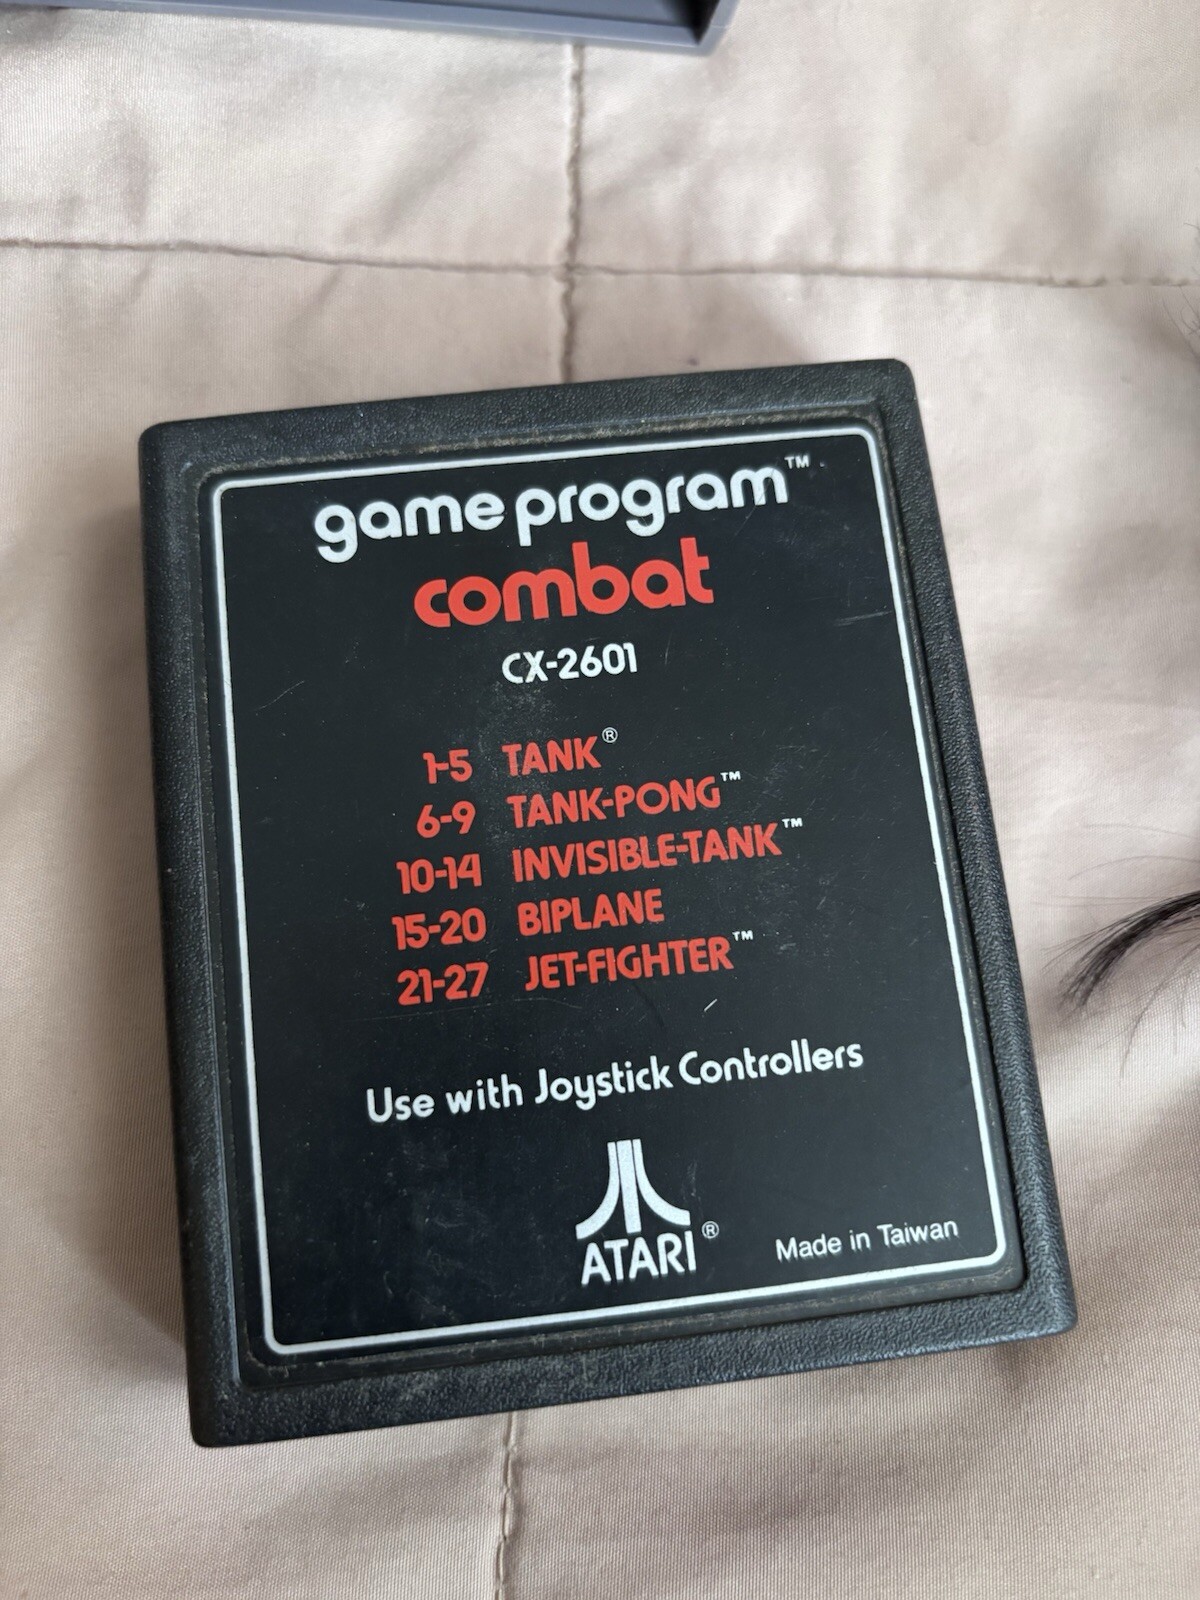 game program™
combat
CX-2601
1-5 TANK®
6-9 TANK-PONG™
10-14 INVISIBLE-TANK™
15-20 BIPLANE
21-27 JET-FIGHTER™
Use with Joystick Controllers
ATARI®
Made in Taiwan